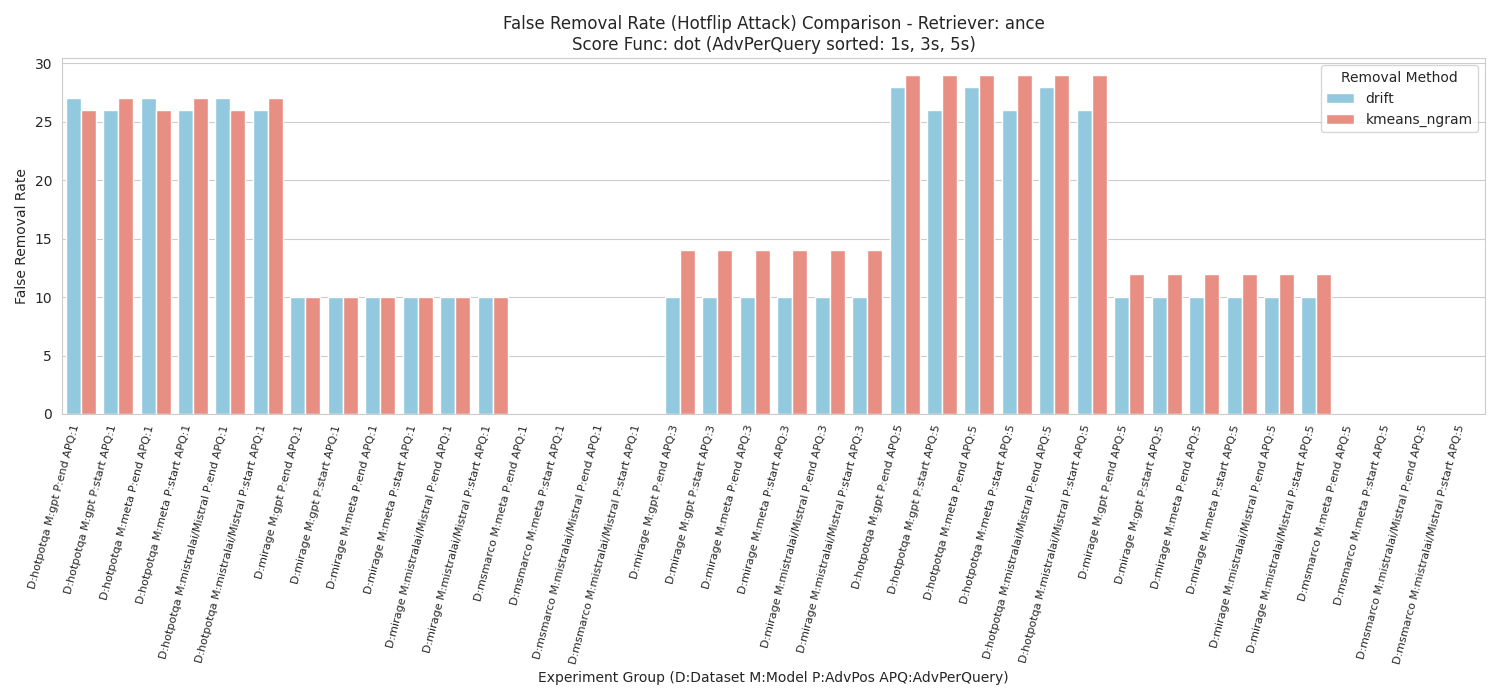 False Removal Rate (Hotflip Attack) Comparison - Retriever: ance
Score Func: dot (AdvPerQuery sorted: 1s, 3s, 5s)
Removal Method
drift
kmeans_ngram
False Removal Rate
30
25
20
15
10
5
0
D:hotpotqa M:gpt P:end APQ:1
D:hotpotqa M:gpt P:start APQ:1
D:hotpotqa M:meta P:end APQ:1
D:hotpotqa M:meta P:start APQ:1
D:hotpotqa M:mistralai/Mistral P:end APQ:1
D:hotpotqa M:mistralai/Mistral P:start APQ:1
D:mirage M:gpt P:end APQ:1
D:mirage M:gpt P:start APQ:1
D:mirage M:meta P:end APQ:1
D:mirage M:meta P:start APQ:1
D:mirage M:mistralai/Mistral P:end APQ:1
D:mirage M:mistralai/Mistral P:start APQ:1
D:msmarco M:meta P:end APQ:1
D:msmarco M:meta P:start APQ:1
D:msmarco M:mistralai/Mistral P:end APQ:1
D:msmarco M:mistralai/Mistral P:start APQ:1
D:mirage M:gpt P:end APQ:3
D:mirage M:gpt P:start APQ:3
D:mirage M:meta P:end APQ:3
D:mirage M:meta P:start APQ:3
D:mirage M:mistralai/Mistral P:end APQ:3
D:mirage M:mistralai/Mistral P:start APQ:3
D:hotpotqa M:gpt P:end APQ:5
D:hotpotqa M:gpt P:start APQ:5
D:hotpotqa M:meta P:end APQ:5
D:hotpotqa M:meta P:start APQ:5
D:hotpotqa M:mistralai/Mistral P:end APQ:5
D:hotpotqa M:mistralai/Mistral P:start APQ:5
D:mirage M:gpt P:end APQ:5
D:mirage M:gpt P:start APQ:5
D:mirage M:meta P:end APQ:5
D:mirage M:meta P:start APQ:5
D:mirage M:mistralai/Mistral P:end APQ:5
D:mirage M:mistralai/Mistral P:start APQ:5
D:msmarco M:meta P:end APQ:5
D:msmarco M:meta P:start APQ:5
D:msmarco M:mistralai/Mistral P:end APQ:5
D:msmarco M:mistralai/Mistral P:start APQ:5
Experiment Group (D:Dataset M:Model P:AdvPos APQ:AdvPerQuery)